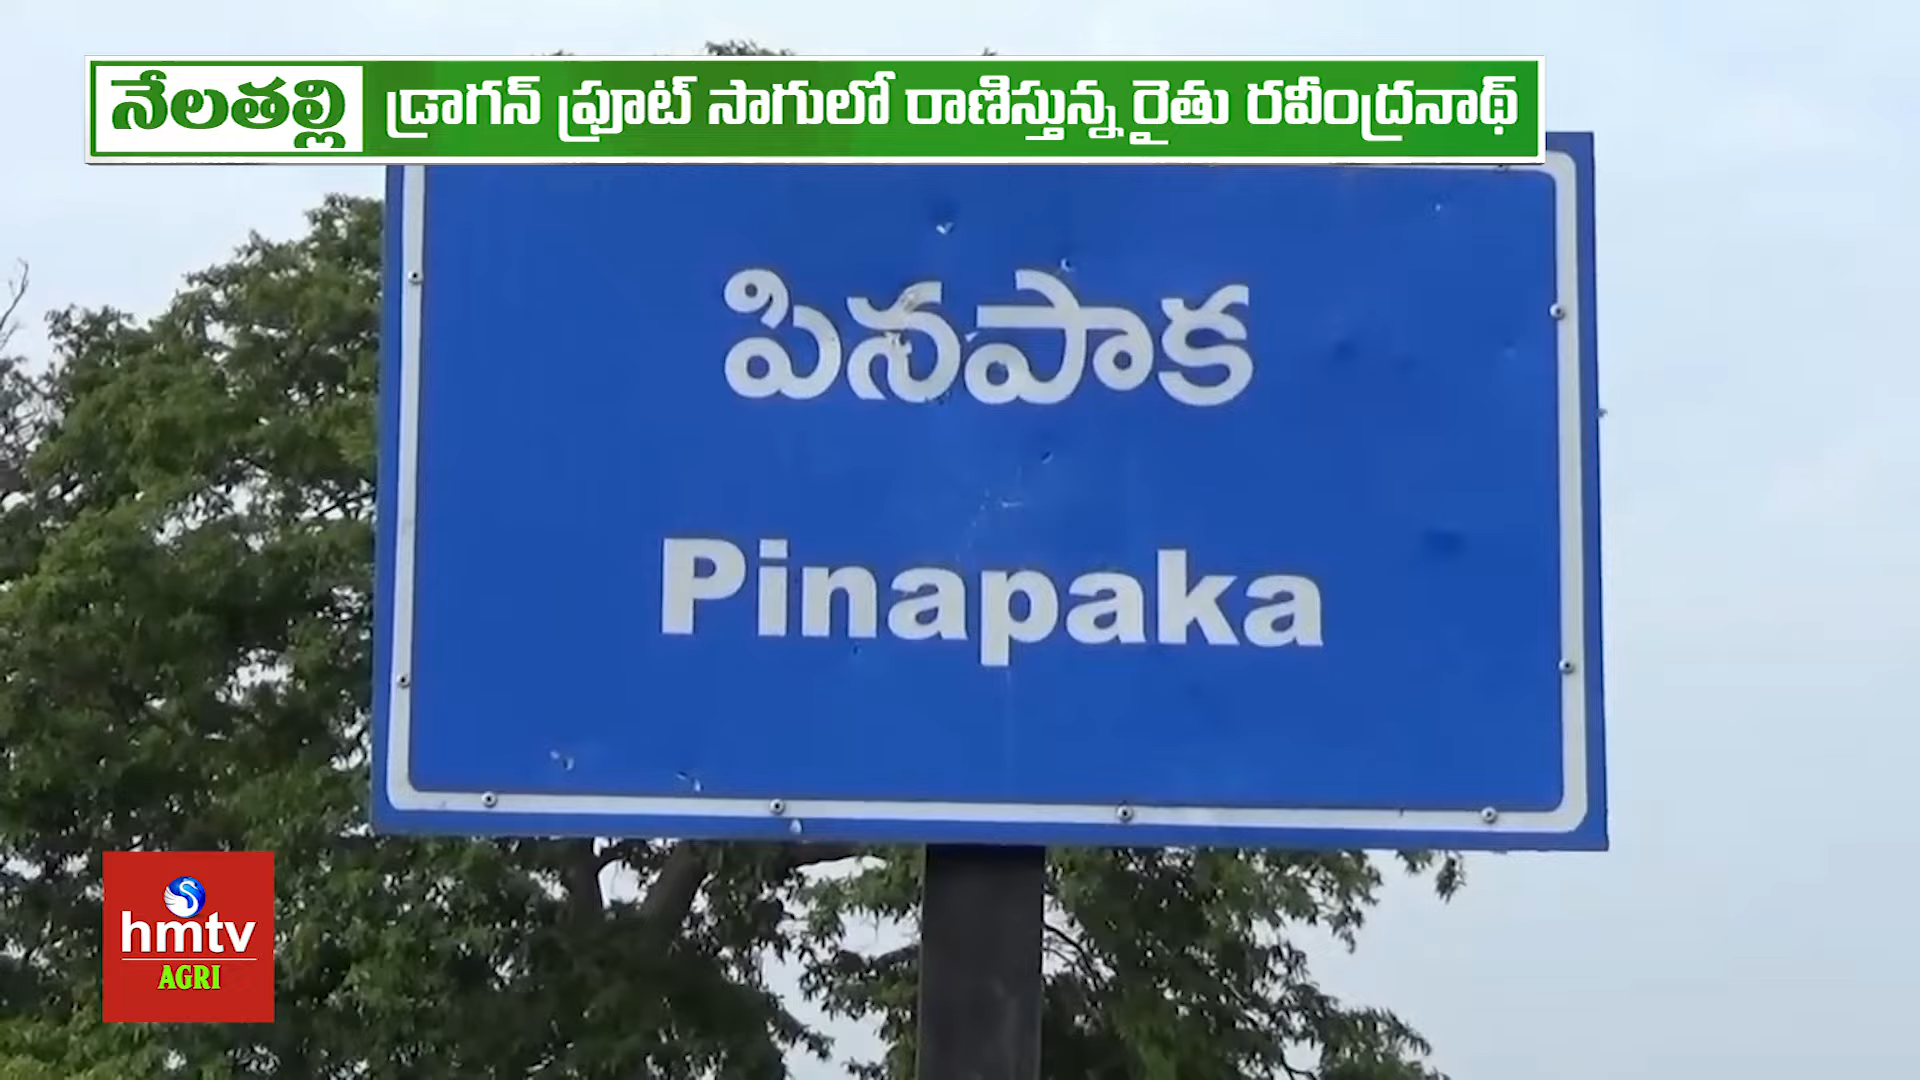 నేలతల్లి డ్రాగన్ ఫ్రూట్ సాగులో రాణిస్తున్న రైతు రవీంద్రనాథ్
పినపాక
Pinapaka
hmtv
AGRI